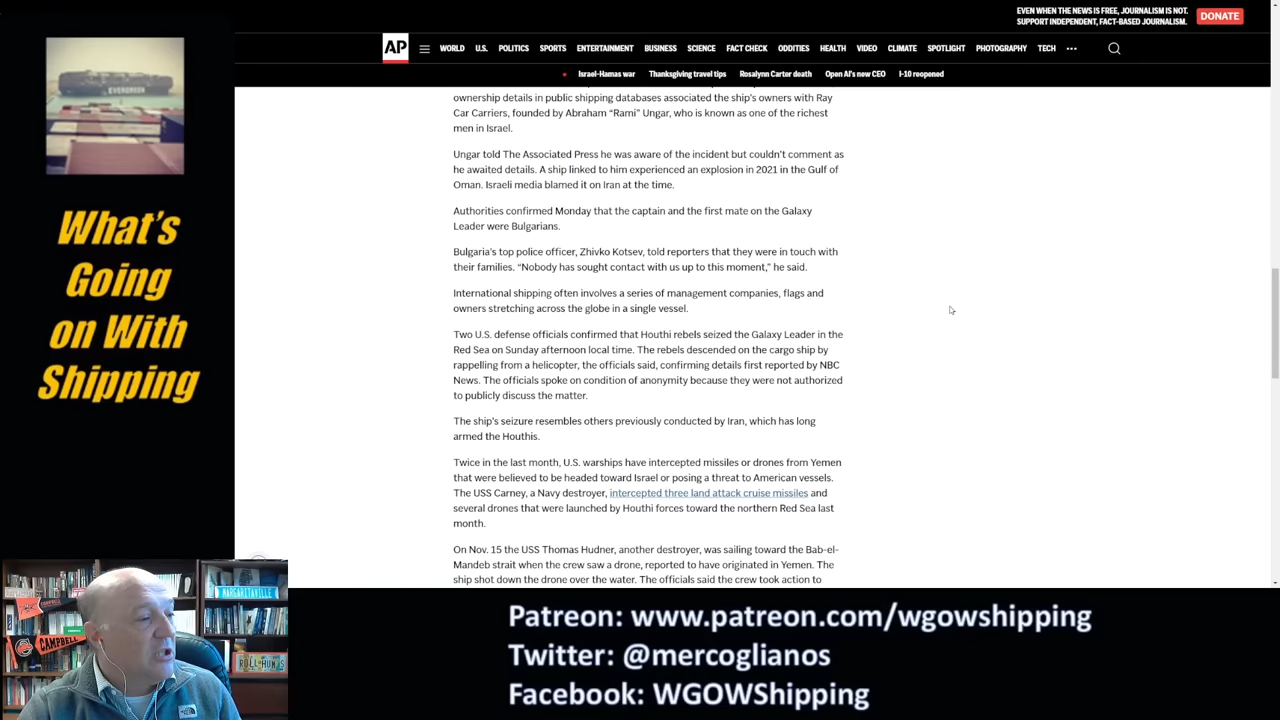 EVEN WHEN THE NEWS IS FREE, JOURNALISM IS NOT.
SUPPORT INDEPENDENT, FACT-BASED JOURNALISM.
DONATE
AP
WORLD U.S. POLITICS SPORTS ENTERTAINMENT BUSINESS SCIENCE FACT CHECK ODDITIES HEALTH VIDEO CLIMATE SPOTLIGHT PHOTOGRAPHY TECH
Israel-Hamas war Thanksgiving travel tips Rosalynn Carter death Open AI's new CEO I-10 reopened
EVERGREEN
What's
Going
on With
Shipping
ownership details in public shipping databases associated the ship's owners with Ray
Car Carriers, founded by Abraham “Rami” Ungar, who is known as one of the richest
men in Israel.
Ungar told The Associated Press he was aware of the incident but couldn't comment as
he awaited details. A ship linked to him experienced an explosion in 2021 in the Gulf of
Oman. Israeli media blamed it on Iran at the time.
Authorities confirmed Monday that the captain and the first mate on the Galaxy
Leader were Bulgarians.
Bulgaria's top police officer, Zhivko Kotsev, told reporters that they were in touch with
their families. “Nobody has sought contact with us up to this moment,” he said.
International shipping often involves a series of management companies, flags and
owners stretching across the globe in a single vessel.
Two U.S. defense officials confirmed that Houthi rebels seized the Galaxy Leader in the
Red Sea on Sunday afternoon local time. The rebels descended on the cargo ship by
rappelling from a helicopter, the officials said, confirming details first reported by NBC
News. The officials spoke on condition of anonymity because they were not authorized
to publicly discuss the matter.
The ship's seizure resembles others previously conducted by Iran, which has long
armed the Houthis.
Twice in the last month, U.S. warships have intercepted missiles or drones from Yemen
that were believed to be headed toward Israel or posing a threat to American vessels.
The USS Carney, a Navy destroyer, intercepted three land attack cruise missiles and
several drones that were launched by Houthi forces toward the northern Red Sea last
month.
On Nov. 15 the USS Thomas Hudner, another destroyer, was sailing toward the Bab-el-
Mandeb strait when the crew saw a drone, reported to have originated in Yemen. The
ship shot down the drone over the water. The officials said the crew took action to
MARGARITAVILLE
CAMPBELL
ROLL HUMPS
Patreon: www.patreon.com/wgowshipping
Twitter: @mercoglianos
Facebook: WGOWShipping